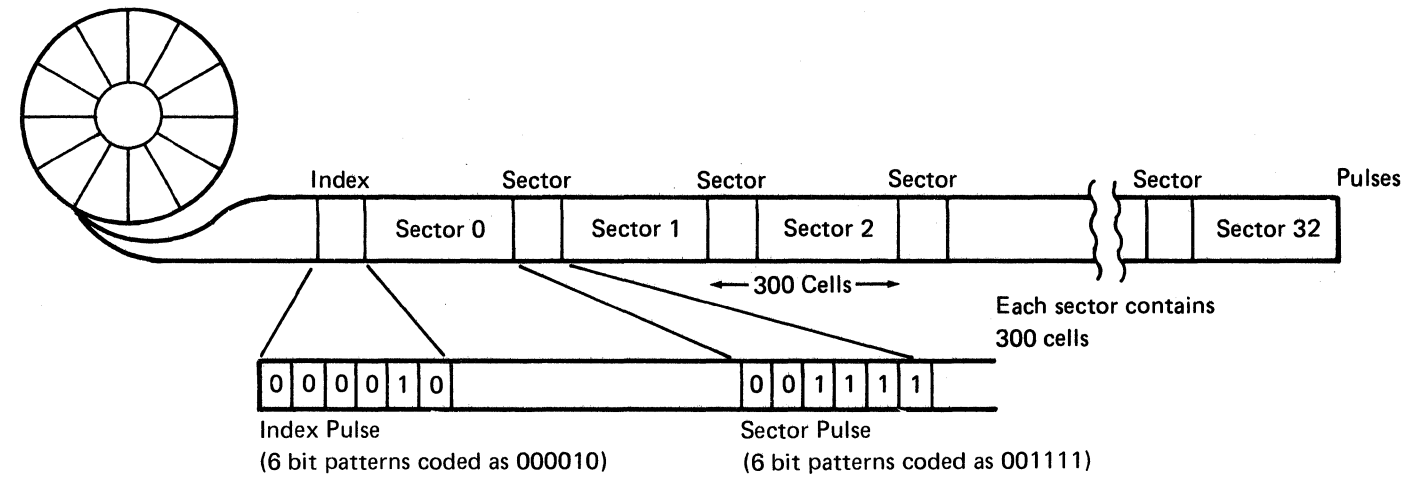 Index Sector Sector Sector Sector Pulses
Sector 0 Sector 1 Sector 2 Sector 32
300 Cells
Each sector contains
300 cells
0 0 0 0 1 0 0 0 1 1 1 1
Index Pulse Sector Pulse
(6 bit patterns coded as 000010) (6 bit patterns coded as 001111)